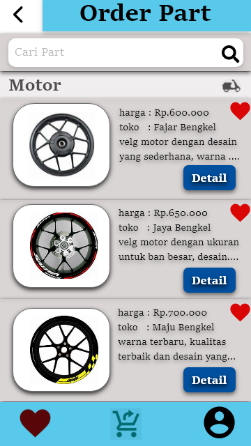 Order Part
Cari Part
Motor
harga : Rp.600.000
toko : Fajar Bengkel
velg motor dengan desain
yang sederhana, warna ....
Detail
harga : Rp.650.000
toko : Jaya Bengkel
velg motor dengan ukuran
untuk ban besar, desain....
Detail
harga : Rp.700.000
toko : Maju Bengkel
warna terbaru, kualitas
terbaik dan desain yang...
Detail